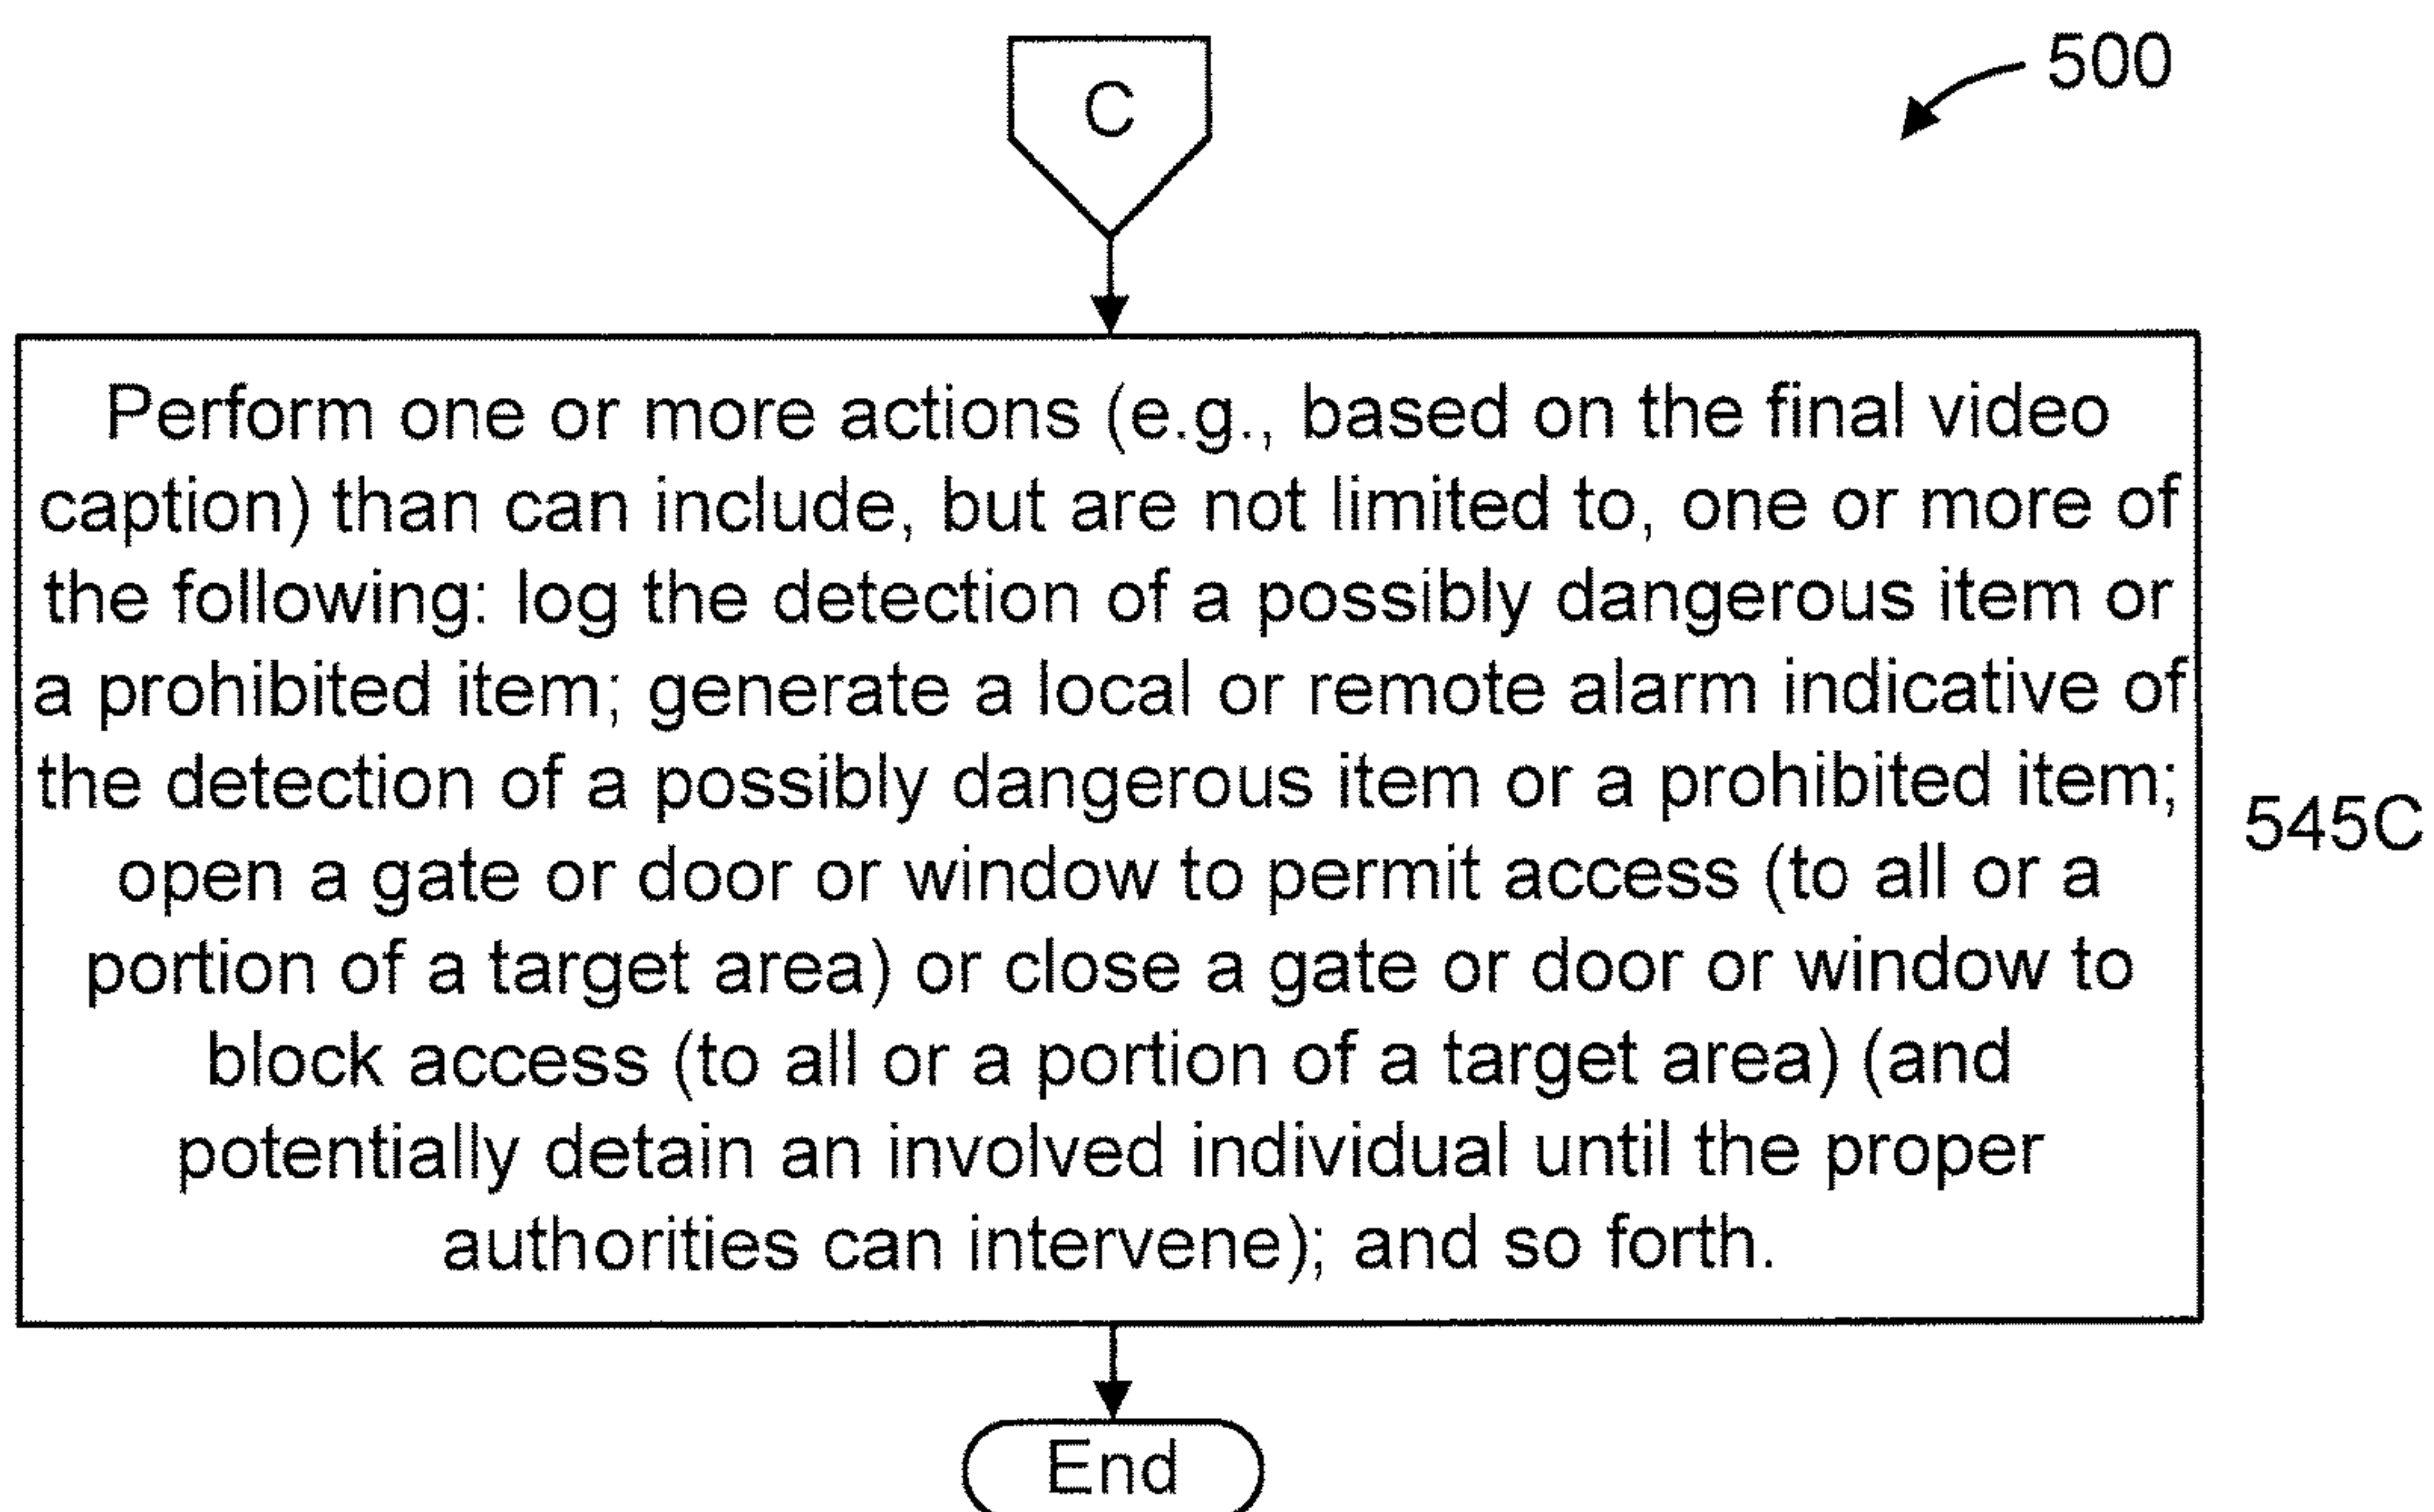 C
500
Perform one or more actions (e.g., based on the final video
caption) than can include, but are not limited to, one or more of
the following: log the detection of a possibly dangerous item or
a prohibited item; generate a local or remote alarm indicative of
the detection of a possibly dangerous item or a prohibited item;
open a gate or door or window to permit access (to all or a
portion of a target area) or close a gate or door or window to
block access (to all or a portion of a target area) (and
potentially detain an involved individual until the proper
authorities can intervene); and so forth.
545C
End